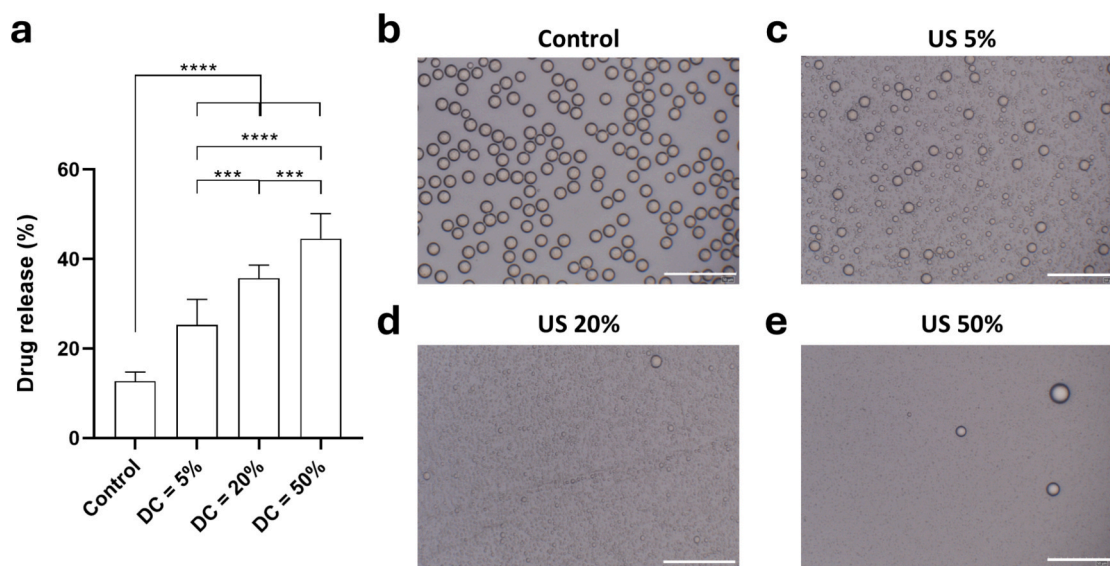 a
****
****
*** ***
60
40
20
0
Drug release (%)
Control
DC = 5%
DC = 20%
DC = 50%
b
Control
c
US 5%
d
US 20%
e
US 50%